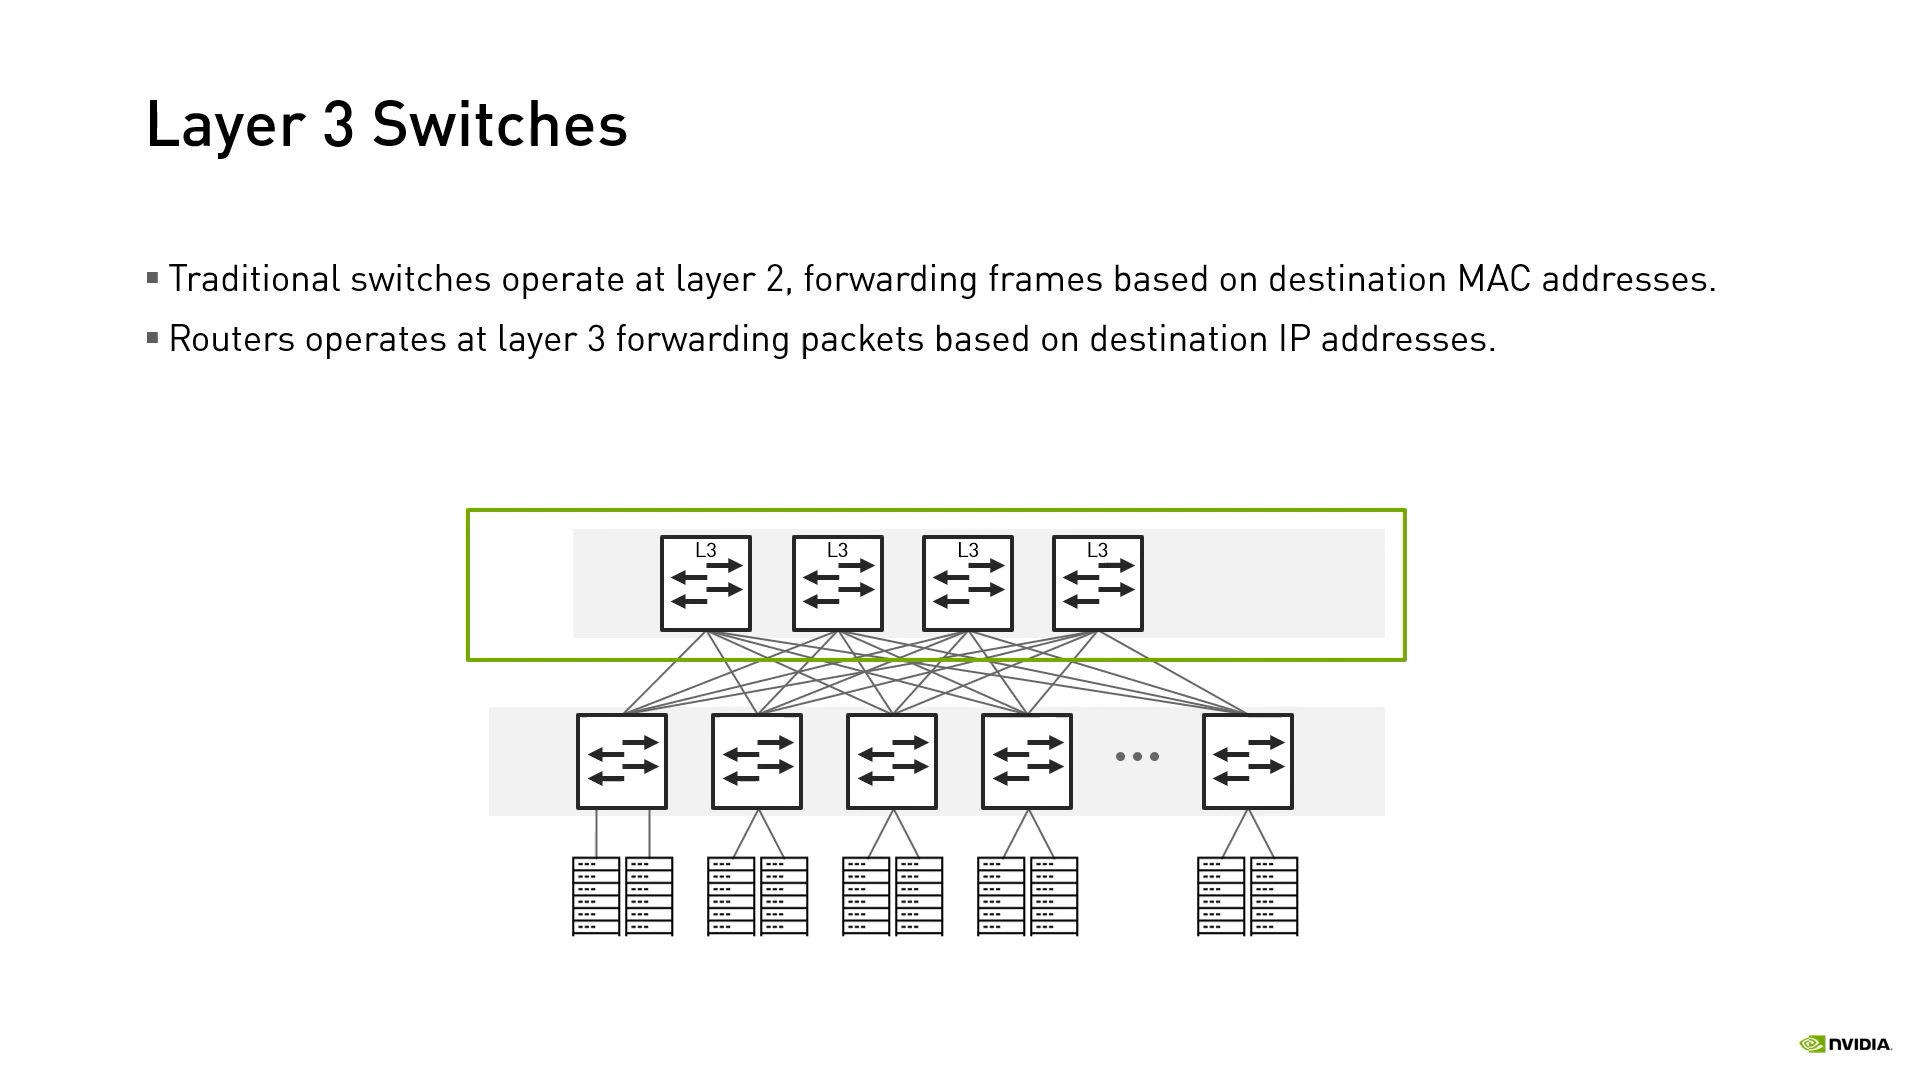 Layer 3 Switches
Traditional switches operate at layer 2, forwarding frames based on destination MAC addresses.
Routers operates at layer 3 forwarding packets based on destination IP addresses.
L3 L3 L3 L3
NVIDIA.